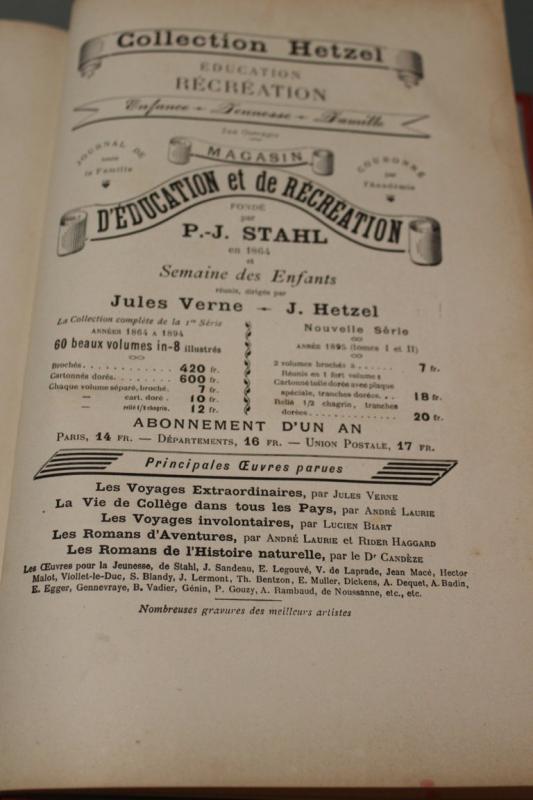 Collection Hetzel
ÉDUCATION
RÉCRÉATION
Enfance - Jeunesse - Famille
JOURNAL DE
toute
la Famille
MAGASIN
COURONNÉ
par
l'Académie
D'ÉDUCATION et de RÉCRÉATION
FONDÉ
par
P.-J. STAHL
en 1864
et
Semaine des Enfants
réunis, dirigés par
Jules Verne - J. Hetzel
La Collection complète de la 1re Série
ANNÉES 1864 A 1894
60 beaux volumes in-8 illustrés
Brochés. 420 fr.
Cartonnés dorés. 600 fr.
Chaque volume séparé, broché. 7 fr.
— cart. doré . 10 fr.
— relié 1/2 chagrin. 12 fr.
Nouvelle Série
ANNÉE 1895 (tomes I et II)
2 volumes brochés à . . . . . 7 fr.
Réunis en 1 fort volume
Cartonné toile dorée avec plaque
spéciale, tranches dorées. . . 18 fr.
Relié 1/2 chagrin, tranches
dorées. . . . . . . . . . . 20 fr.
ABONNEMENT D'UN AN
PARIS, 14 FR. — DÉPARTEMENTS, 16 FR. — UNION POSTALE, 17 FR.
Principales Œuvres parues
Les Voyages Extraordinaires, par JULES VERNE
La Vie de Collège dans tous les Pays, par ANDRÉ LAURIE
Les Voyages involontaires, par LUCIEN BIART
Les Romans d'Aventures, par ANDRÉ LAURIE et RIDER HAGGARD
Les Romans de l'Histoire naturelle, par le Dr CANDÈZE
Les Œuvres pour la Jeunesse, de Stahl, J. Sandeau, E. Legouvé, V. de Laprade, Jean Macé, Hector
Malot, Viollet-le-Duc, S. Blandy, J. Lermont, Th. Bentzon, E. Muller, Dickens, A. Dequet, A. Badin,
E. Egger, Gennevraye, B. Vadier, Génin, P. Gouzy, A. Rambaud, de Noussanne, etc., etc.
Nombreuses gravures des meilleurs artistes